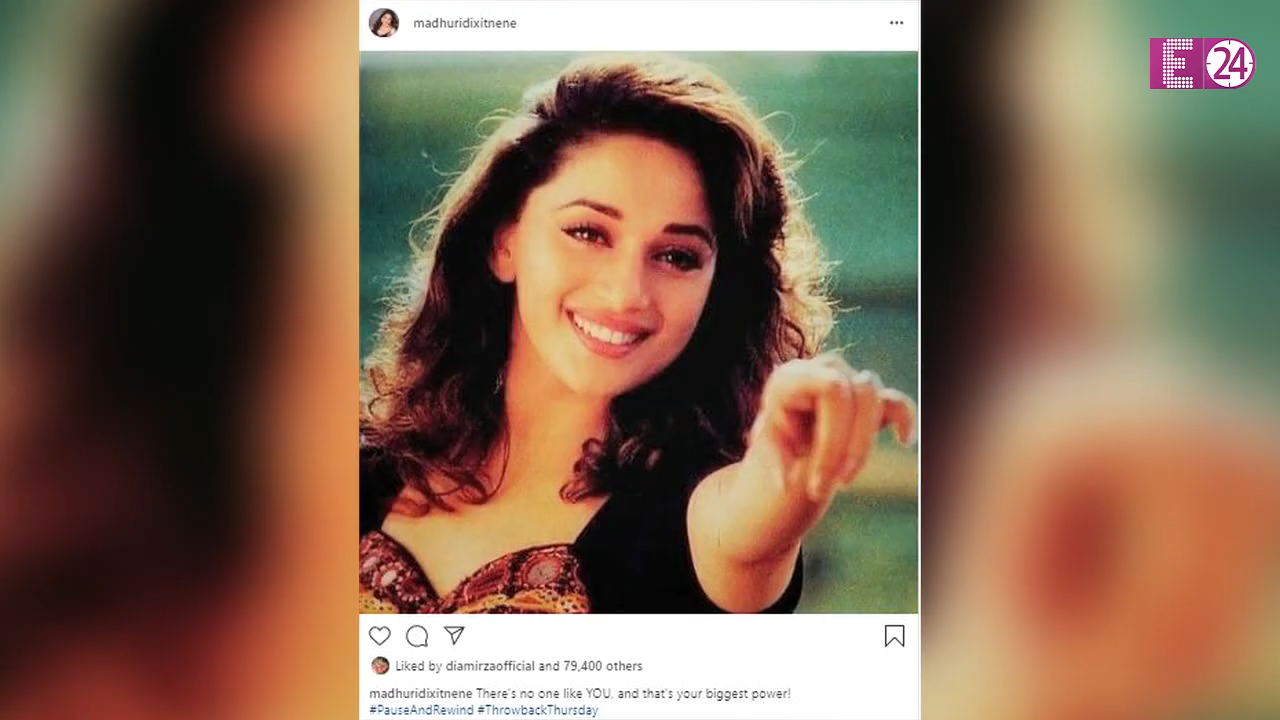 madhuridixitnene
E24
Liked by diamirzaofficial and 79,400 others
madhuridixitnene There's no one like YOU, and that's your biggest power!
#PauseAndRewind #ThrowbackThursday